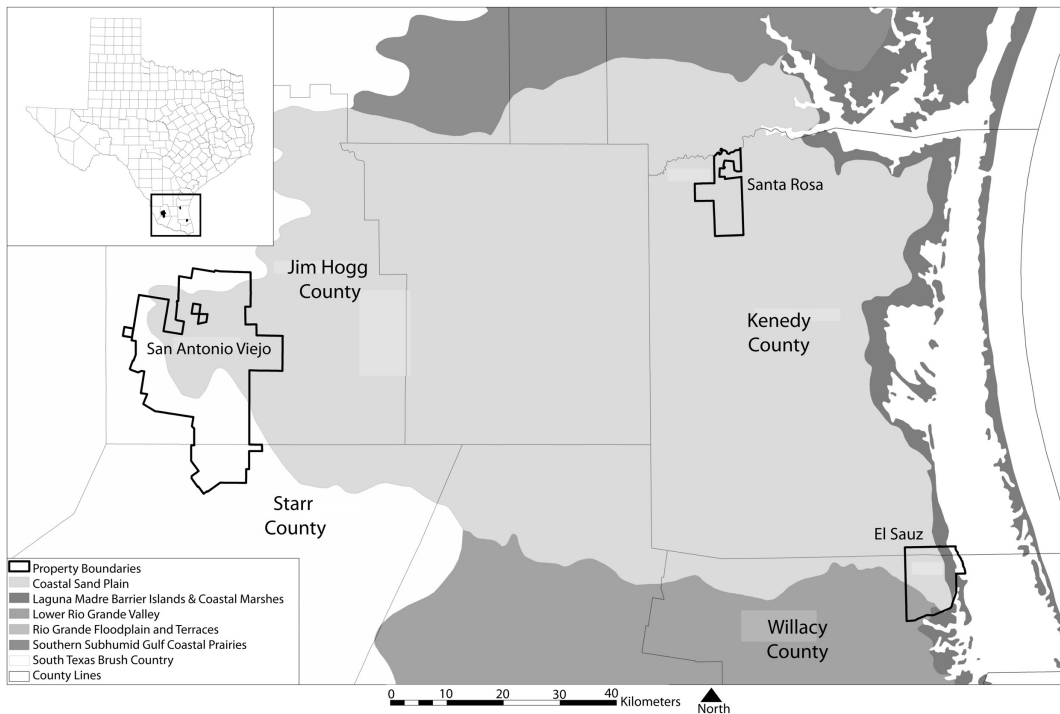 Santa Rosa
Jim Hogg
County
Kenedy
County
San Antonio Viejo
Starr
County
El Sauz
Willacy
County
Property Boundaries
Coastal Sand Plain
Laguna Madre Barrier Islands & Coastal Marshes
Lower Rio Grande Valley
Rio Grande Floodplain and Terraces
Southern Subhumid Gulf Coastal Prairies
South Texas Brush Country
County Lines
0 5 10 20 30 40 Kilometers
North